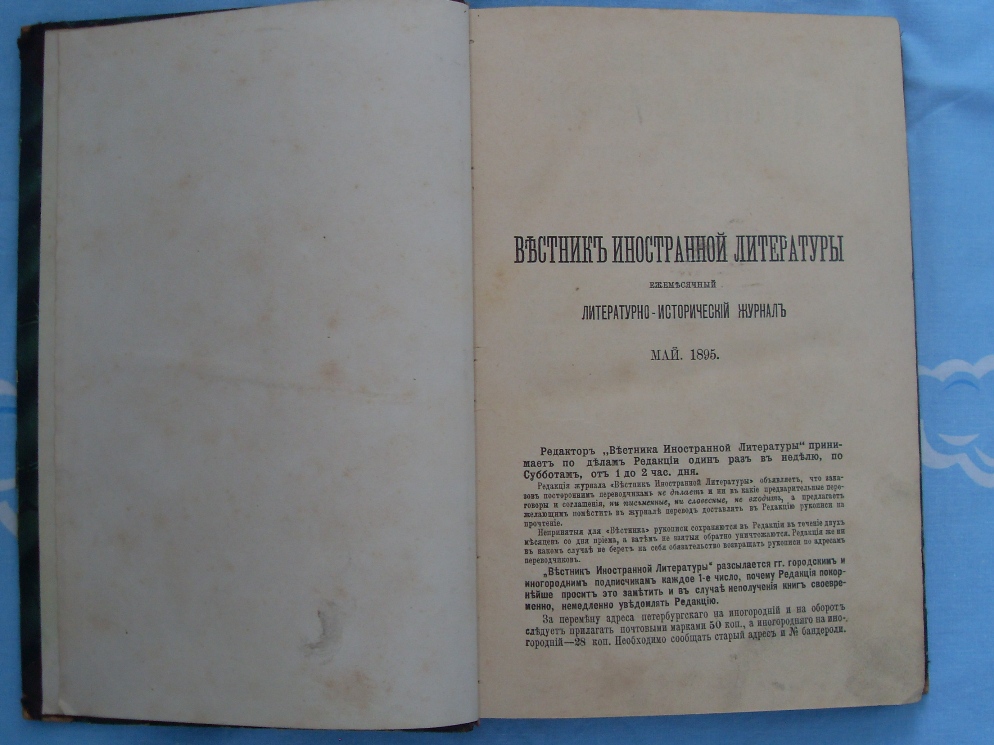 ВѢСТНИКЪ ИНОСТРАННОЙ ЛИТЕРАТУРЫ
ЕЖЕМѢСЯЧНЫЙ
ЛИТЕРАТУРНО-ИСТОРИЧЕСКІЙ ЖУРНАЛЪ
МАЙ. 1895.
Редакторъ „Вѣстника Иностранной Литературы“ прини-
маетъ по дѣламъ Редакціи одинъ разъ въ недѣлю, по
Субботамъ, отъ 1 до 2 час. дня.
Редакція журнала «Вѣстникъ Иностранной Литературы» объявляетъ, что зака-
зовъ постороннимъ переводчикамъ не дѣлаетъ и ни въ какіе предварительные пере-
говоры и соглашенія, ни письменные, ни словесные, не входитъ, а предлагаетъ
желающимъ помѣстить въ журналѣ переводъ доставить въ Редакцію рукописи на
прочтеніе.
Непринятыя для «Вѣстника» рукописи сохраняются въ Редакціи въ теченіе двухъ
мѣсяцевъ со дня пріема, а затѣмъ не взятыя обратно уничтожаются. Редакція же ни
въ какомъ случаѣ не беретъ на себя обязательство возвращать рукописи по адресамъ
переводчиковъ.
„Вѣстникъ Иностранной Литературы“ разсылается гг. городскимъ и
иногороднимъ подписчикамъ каждое 1-е число, почему Редакція покор-
нѣйше проситъ это замѣтить и въ случаѣ неполученія книгъ своевре-
менно, немедленно увѣдомлять Редакцію.
За перемѣну адреса петербургскаго на иногородній и на оборотъ
слѣдуетъ прилагать почтовыми марками 50 коп., а иногородняго на ино-
городній—28 коп. Необходимо сообщать старый адресъ и № бандероли.